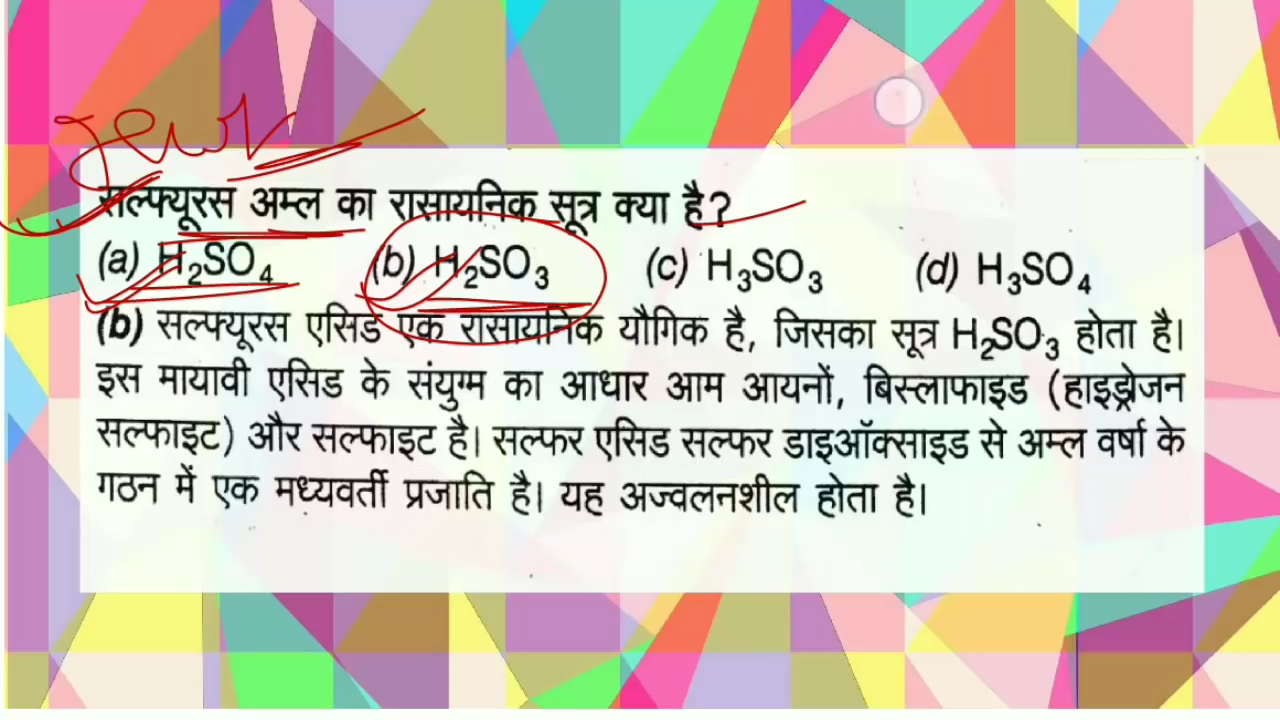 सल्फ्यूरस अम्ल का रासायनिक सूत्र क्या है?
(a) H₂SO₄ (b) H₂SO₃ (c) H₃SO₃ (d) H₃SO₄
(b) सल्फ्यूरस एसिड एक रासायनिक यौगिक है, जिसका सूत्र H₂SO₃ होता है।
इस मायावी एसिड के संयुग्म का आधार आम आयनों, बिस्लाफाइड (हाइड्रोजन
सल्फाइट) और सल्फाइट है। सल्फर एसिड सल्फर डाइऑक्साइड से अम्ल वर्षा के
गठन में एक मध्यवर्ती प्रजाति है। यह अज्वलनशील होता है।